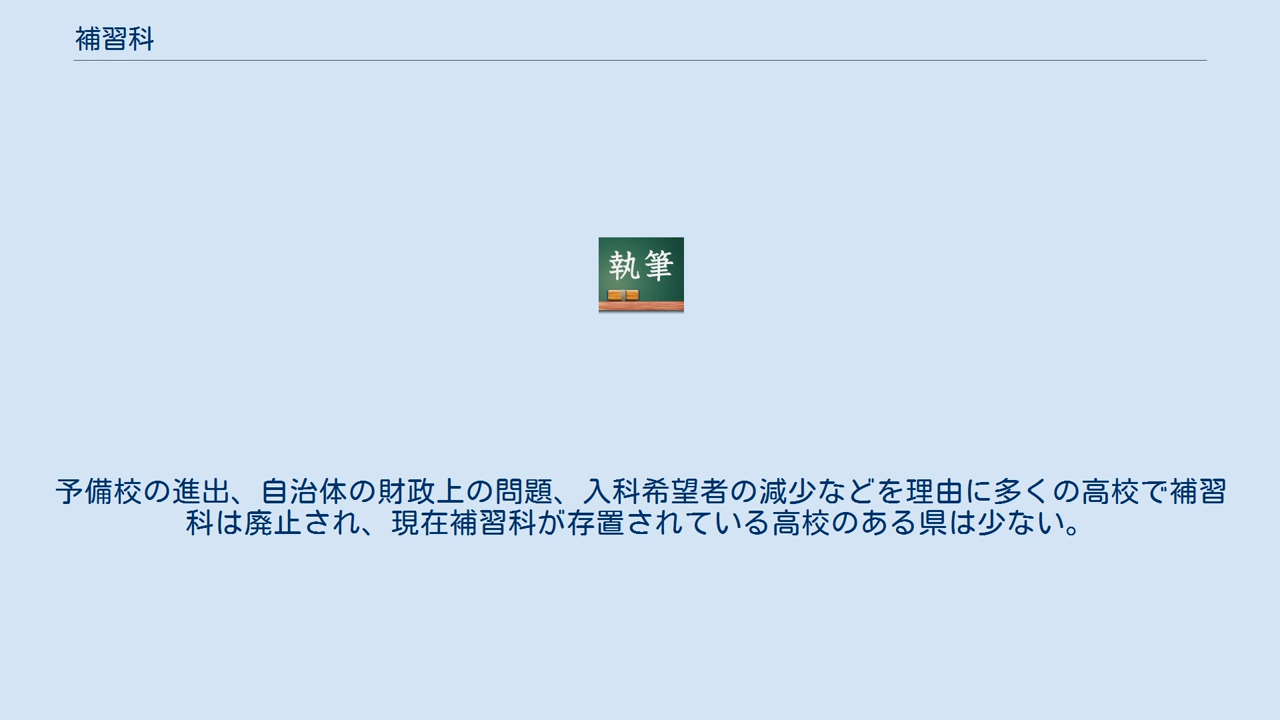 補習科
執筆
予備校の進出、自治体の財政上の問題、入科希望者の減少などを理由に多くの高校で補習
科は廃止され、現在補習科が存置されている高校のある県は少ない。